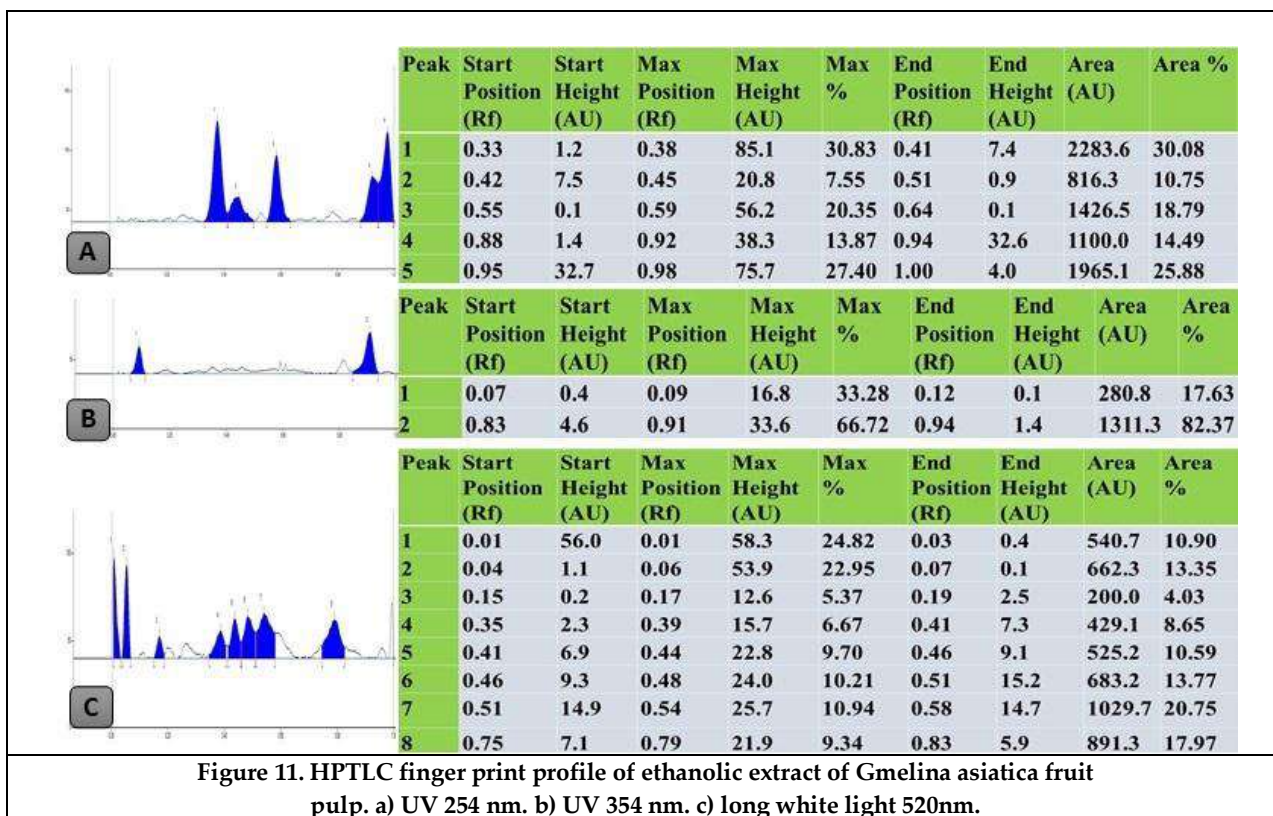 Peak Start Position (Rf) Start Height (AU) Max Position (Rf) Max Height (AU) Max % End Position (Rf) End Height (AU) Area (AU) Area %
1 0.33 1.2 0.38 85.1 30.83 0.41 7.4 2283.6 30.08
2 0.42 7.5 0.45 20.8 7.55 0.51 0.9 816.3 10.75
3 0.55 0.1 0.59 56.2 20.35 0.64 0.1 1426.5 18.79
4 0.88 1.4 0.92 38.3 13.87 0.94 32.6 1100.0 14.49
5 0.95 32.7 0.98 75.7 27.40 1.00 4.0 1965.1 25.88
A
Peak Start Position (Rf) Start Height (AU) Max Position (Rf) Max Height (AU) Max % End Position (Rf) End Height (AU) Area (AU) Area %
1 0.07 0.4 0.09 16.8 33.28 0.12 0.1 280.8 17.63
2 0.83 4.6 0.91 33.6 66.72 0.94 1.4 1311.3 82.37
B
Peak Start Position (Rf) Start Height (AU) Max Position (Rf) Max Height (AU) Max % End Position (Rf) End Height (AU) Area (AU) Area %
1 0.01 56.0 0.01 58.3 24.82 0.03 0.4 540.7 10.90
2 0.04 1.1 0.06 53.9 22.95 0.07 0.1 662.3 13.35
3 0.15 0.2 0.17 12.6 5.37 0.19 2.5 200.0 4.03
4 0.35 2.3 0.39 15.7 6.67 0.41 7.3 429.1 8.65
5 0.41 6.9 0.44 22.8 9.70 0.46 9.1 525.2 10.59
6 0.46 9.3 0.48 24.0 10.21 0.51 15.2 683.2 13.77
7 0.51 14.9 0.54 25.7 10.94 0.58 14.7 1029.7 20.75
8 0.75 7.1 0.79 21.9 9.34 0.83 5.9 891.3 17.97
C
Figure 11. HPTLC finger print profile of ethanolic extract of Gmelina asiatica fruit
pulp. a) UV 254 nm. b) UV 354 nm. c) long white light 520nm.